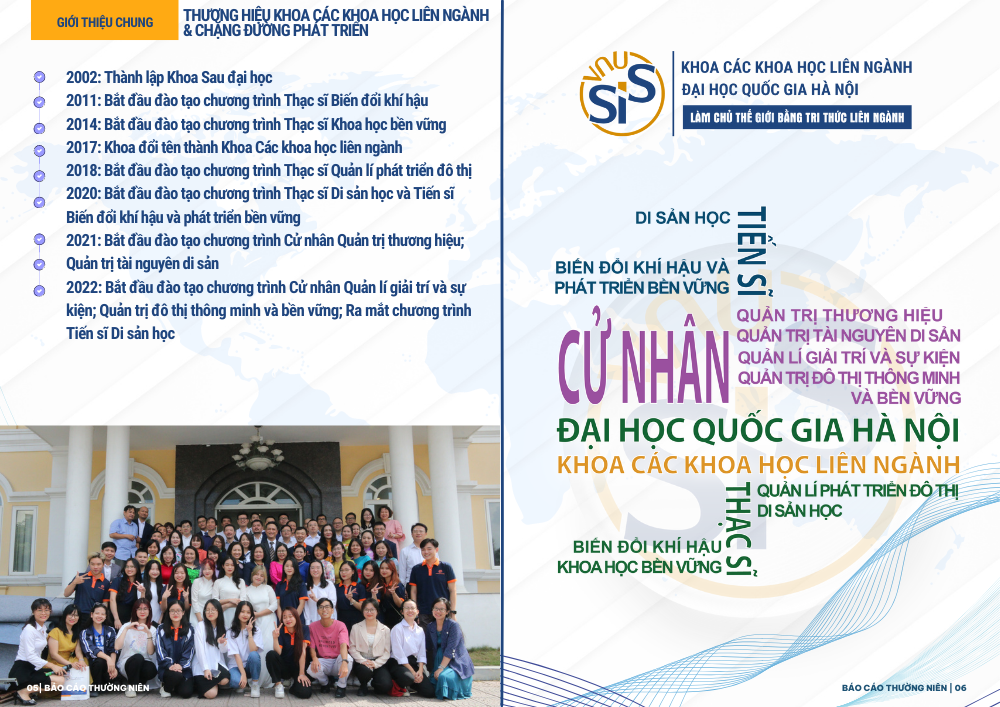 GIỚI THIỆU CHUNG
THƯƠNG HIỆU KHOA CÁC KHOA HỌC LIÊN NGÀNH
& CHẶNG ĐƯỜNG PHÁT TRIỂN
2002: Thành lập Khoa Sau đại học
2011: Bắt đầu đào tạo chương trình Thạc sĩ Biến đổi khí hậu
2014: Bắt đầu đào tạo chương trình Thạc sĩ Khoa học bền vững
2017: Khoa đổi tên thành Khoa Các khoa học liên ngành
2018: Bắt đầu đào tạo chương trình Thạc sĩ Quản lí phát triển đô thị
2020: Bắt đầu đào tạo chương trình Thạc sĩ Di sản học và Tiến sĩ
Biến đổi khí hậu và phát triển bền vững
2021: Bắt đầu đào tạo chương trình Cử nhân Quản trị thương hiệu;
Quản trị tài nguyên di sản
2022: Bắt đầu đào tạo chương trình Cử nhân Quản lí giải trí và sự
kiện; Quản trị đô thị thông minh và bền vững; Ra mắt chương trình
Tiến sĩ Di sản học
05| BÁO CÁO THƯỜNG NIÊN
VNU
SIS
KHOA CÁC KHOA HỌC LIÊN NGÀNH
ĐẠI HỌC QUỐC GIA HÀ NỘI
LÀM CHỦ THẾ GIỚI BẰNG TRI THỨC LIÊN NGÀNH
DI SẢN HỌC
TIẾN SĨ
BIẾN ĐỔI KHÍ HẬU VÀ
PHÁT TRIỂN BỀN VỮNG
CỬ NHÂN
QUẢN TRỊ THƯƠNG HIỆU
QUẢN TRỊ TÀI NGUYÊN DI SẢN
QUẢN LÍ GIẢI TRÍ VÀ SỰ KIỆN
QUẢN TRỊ ĐÔ THỊ THÔNG MINH
VÀ BỀN VỮNG
ĐẠI HỌC QUỐC GIA HÀ NỘI
KHOA CÁC KHOA HỌC LIÊN NGÀNH
THẠC SĨ
QUẢN LÍ PHÁT TRIỂN ĐÔ THỊ
DI SẢN HỌC
BIẾN ĐỔI KHÍ HẬU
KHOA HỌC BỀN VỮNG
BÁO CÁO THƯỜNG NIÊN | 06